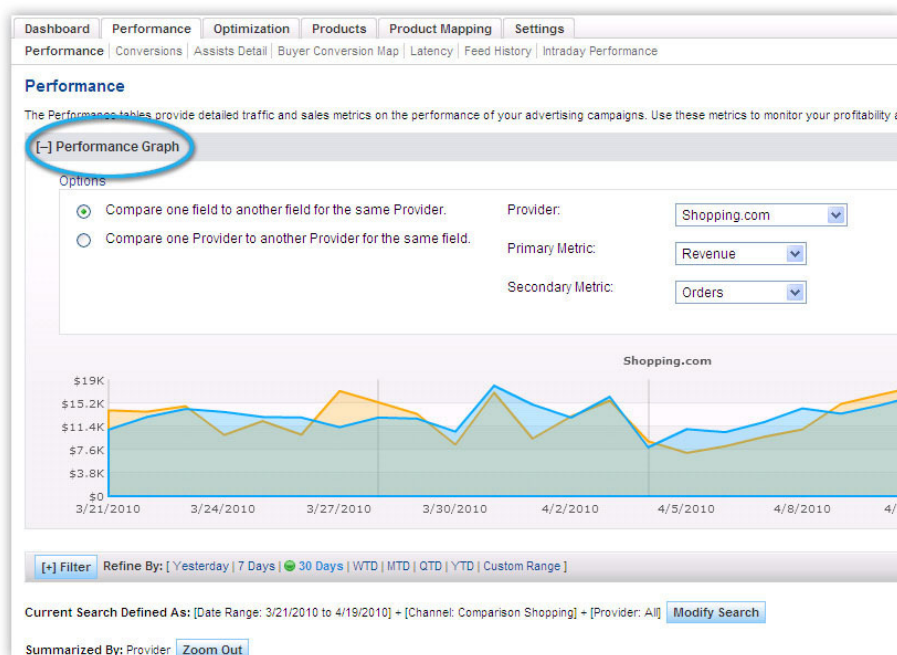 Dashboard Performance Optimization Products Product Mapping Settings
Performance | Conversions | Assists Detail | Buyer Conversion Map | Latency | Feed History | Intraday Performance
Performance
The Performance tables provide detailed traffic and sales metrics on the performance of your advertising campaigns. Use these metrics to monitor your profitability a
[–] Performance Graph
Options
Compare one field to another field for the same Provider.
Compare one Provider to another Provider for the same field.
Provider: Shopping.com
Primary Metric: Revenue
Secondary Metric: Orders
Shopping.com
$19K
$15.2K
$11.4K
$7.6K
$3.8K
$0
3/21/2010 3/24/2010 3/27/2010 3/30/2010 4/2/2010 4/5/2010 4/8/2010 4/
[+] Filter Refine By: [ Yesterday | 7 Days | 30 Days | WTD | MTD | QTD | YTD | Custom Range ]
Current Search Defined As: [Date Range: 3/21/2010 to 4/19/2010] + [Channel: Comparison Shopping] + [Provider: All] Modify Search
Summarized By: Provider Zoom Out